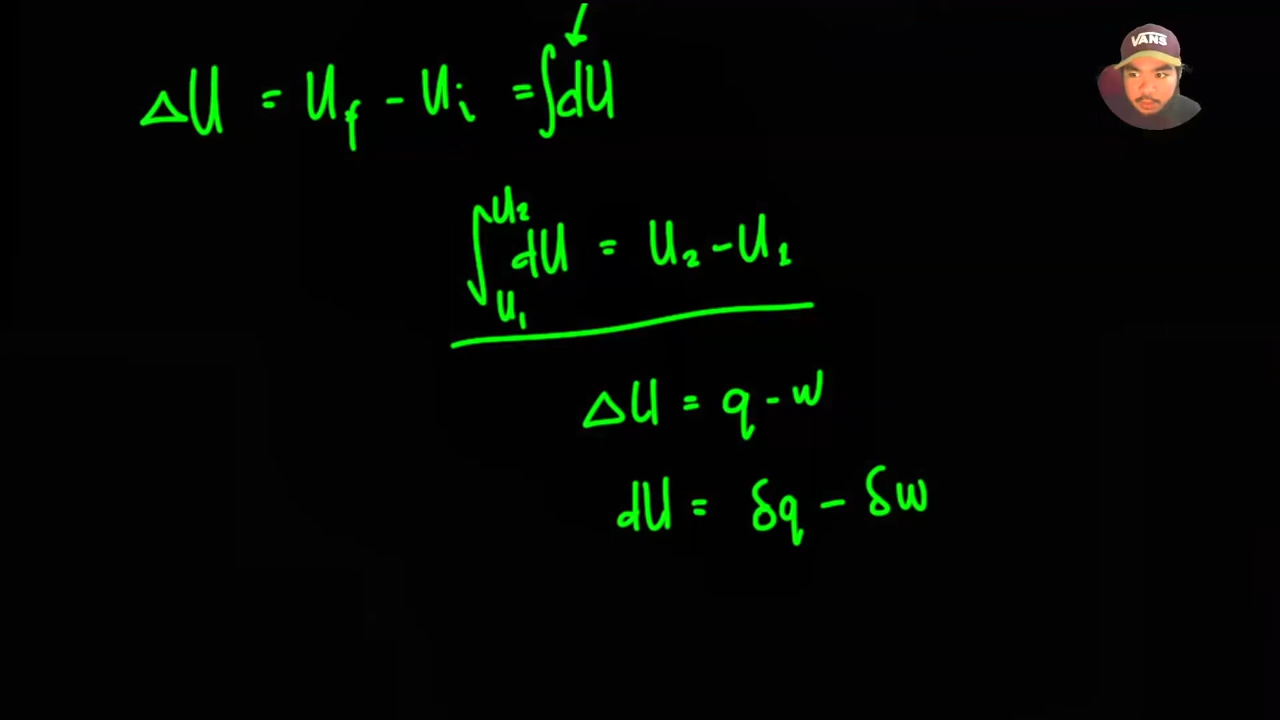 ΔU = U_f - U_i = ∫dU
∫_{U_1}^{U_2} dU = U_2 - U_1
ΔU = q - w
dU = δq - δw
VANS